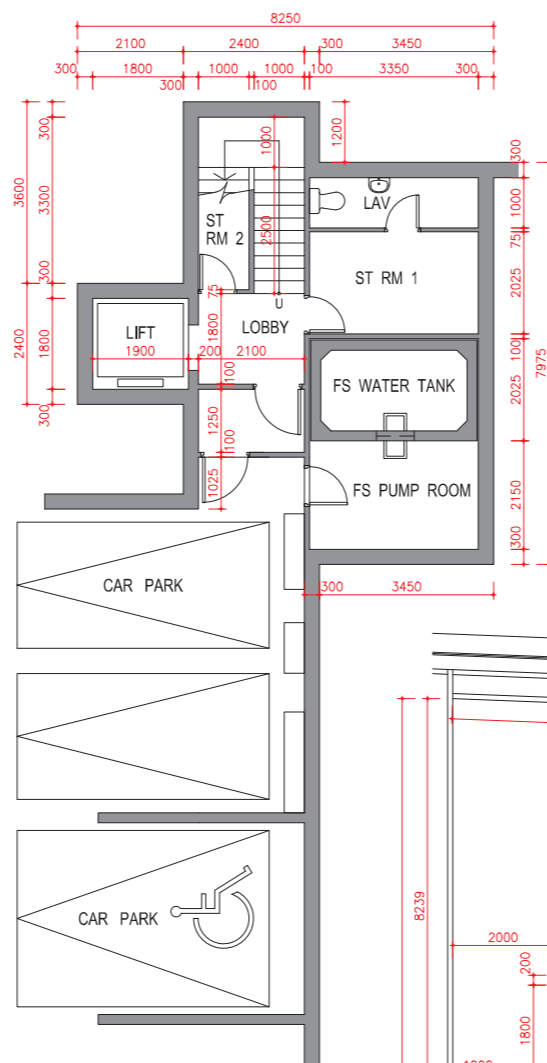 8250
2100 2400 300 3450
300 1800 1000 1000 100 3350 300
300 100
300
1200
1000
3600
3300
300
1000
LAV
ST
RM 2
2500
ST RM 1
75
2025
300
75
U
LOBBY
1800
LIFT
2400
1800
1900 200 2100
100
100
FS WATER TANK
2025
7975
300
1250
100
1025
FS PUMP ROOM
2150
300
CAR PARK
300 3450
8239
CAR PARK
2000
200
1800